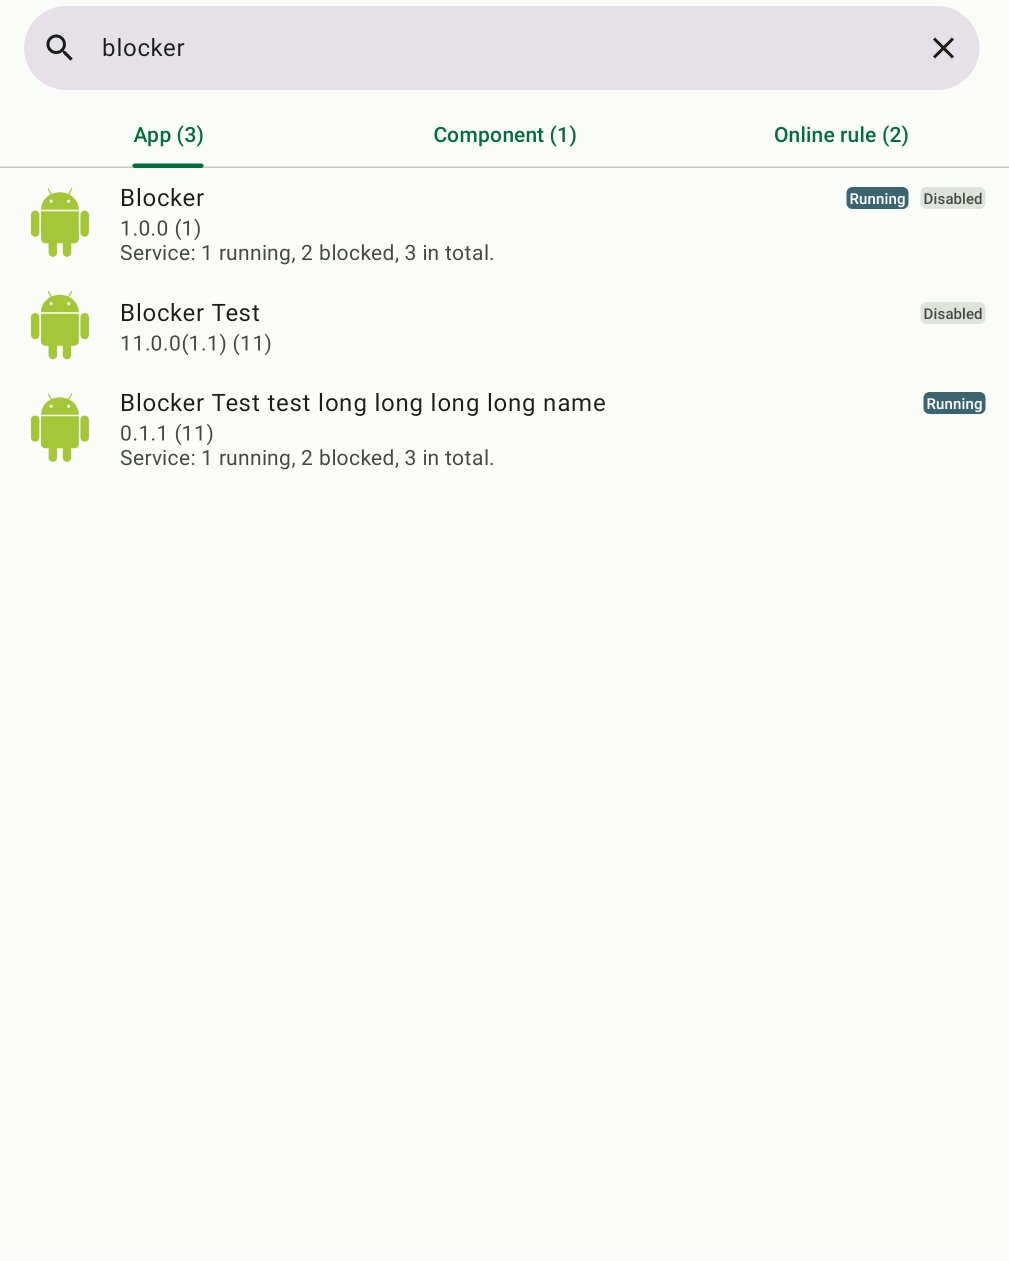 blocker
App (3)
Component (1)
Online rule (2)
Blocker
Running
Disabled
1.0.0 (1)
Service: 1 running, 2 blocked, 3 in total.
Blocker Test
Disabled
11.0.0(1.1) (11)
Blocker Test test long long long long name
Running
0.1.1 (11)
Service: 1 running, 2 blocked, 3 in total.